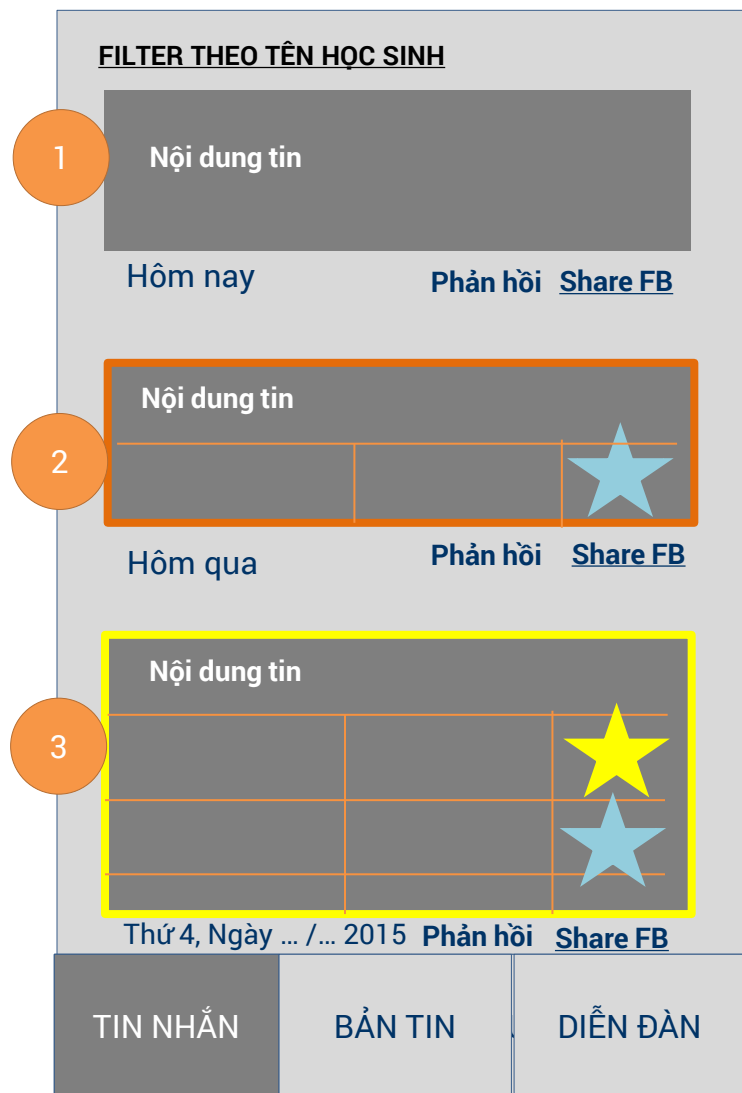 FILTER THEO TÊN HỌC SINH
1
Nội dung tin
Hôm nay Phản hồi Share FB
2
Nội dung tin
Hôm qua Phản hồi Share FB
3
Nội dung tin
Thứ 4, Ngày ... /... 2015 Phản hồi Share FB
TIN NHẮN BẢN TIN DIỄN ĐÀN